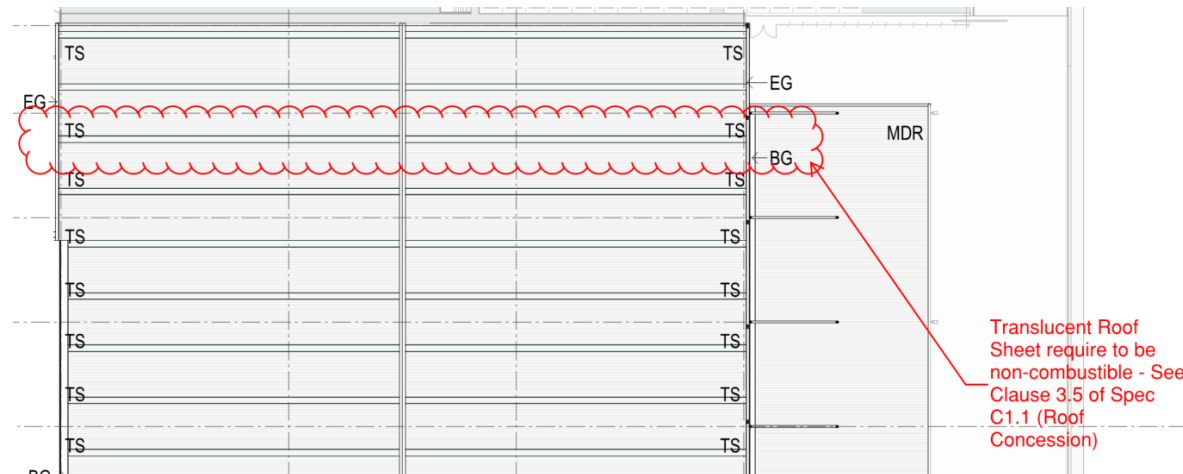 TS TS
EG
EG
TS TS
MDR
BG
TS TS
TS TS
TS TS
Translucent Roof
Sheet require to be
non-combustible - See
Clause 3.5 of Spec
C1.1 (Roof
Concession)
TS TS
TS TS
TS TS
BG